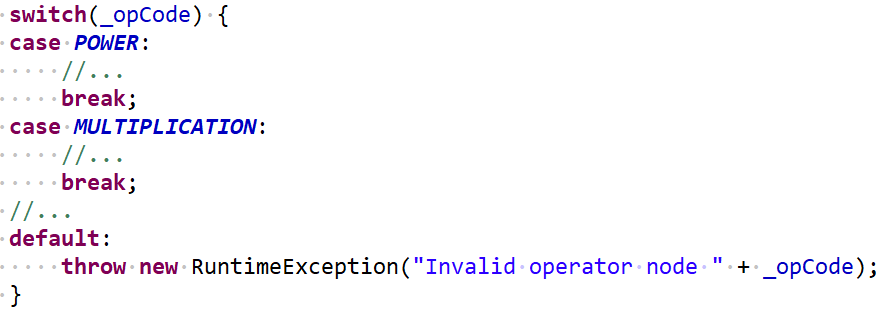 switch(_opCode) {
case POWER:
     //...
     break;
case MULTIPLICATION:
     //...
     break;
//...
default:
     throw new RuntimeException("Invalid operator node " + _opCode);
}